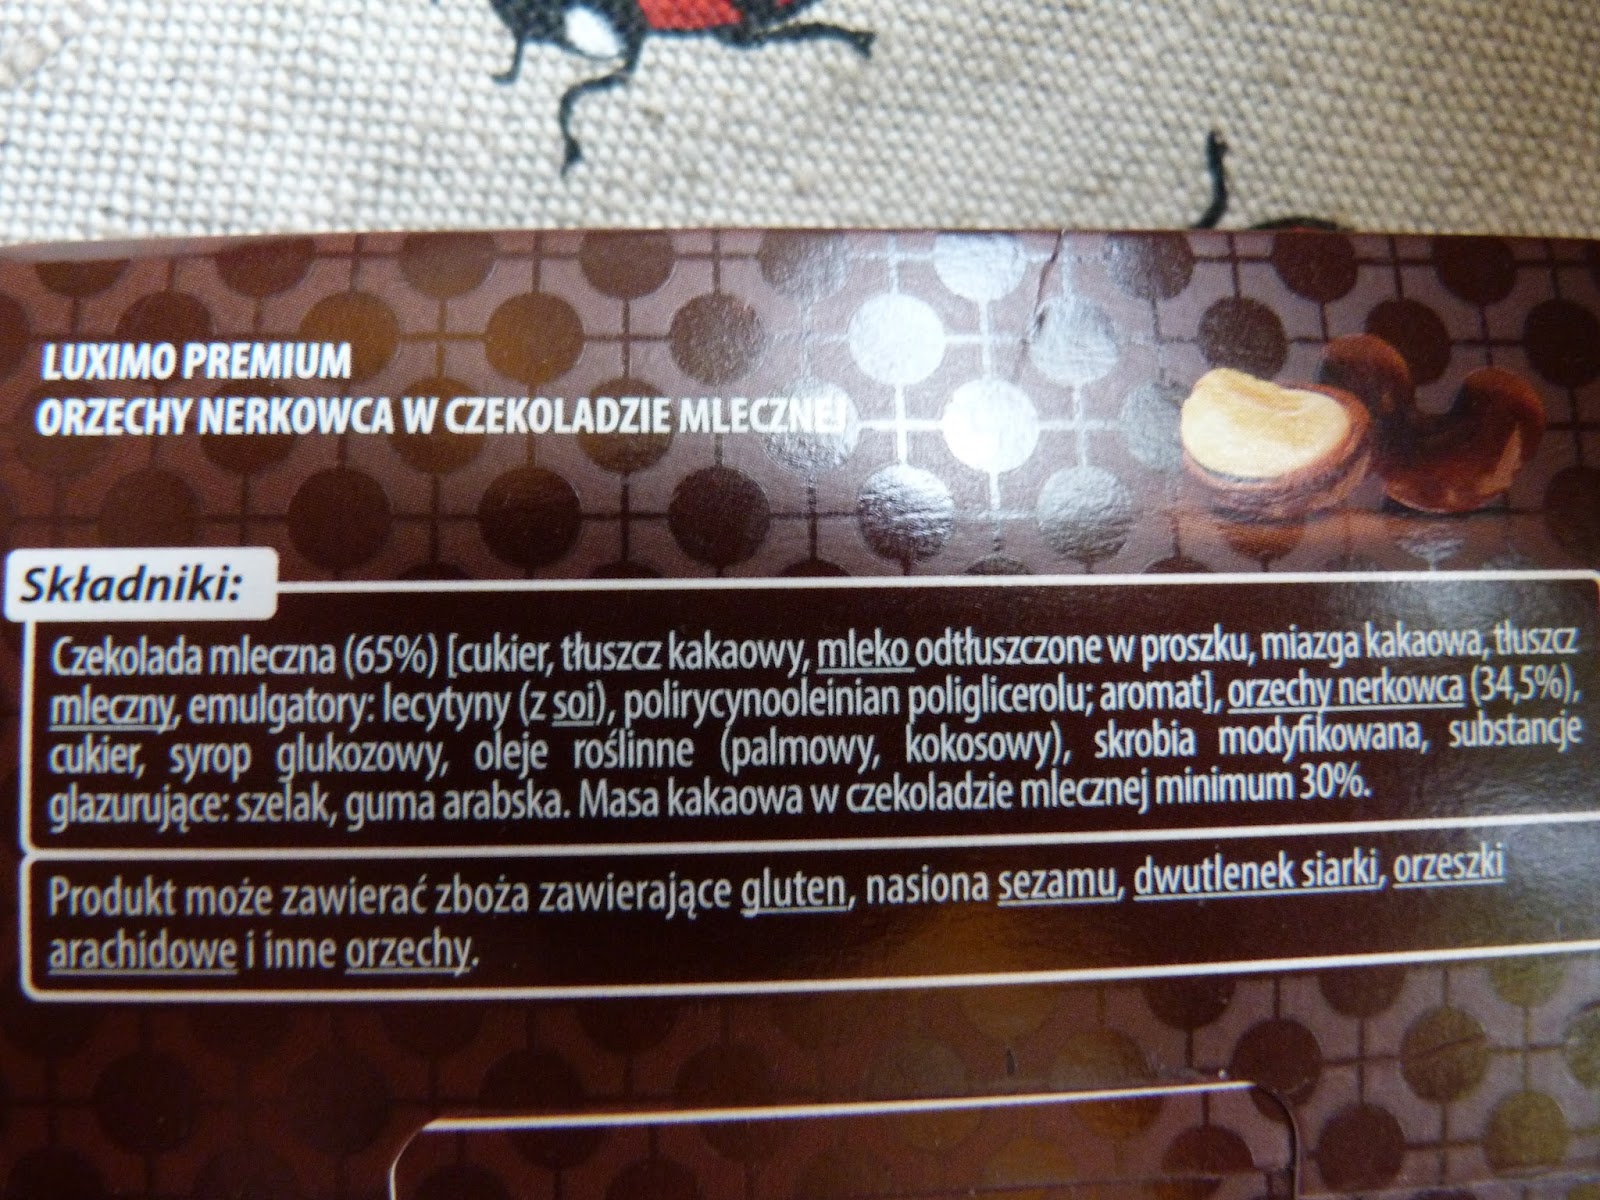 LUXIMO PREMIUM
ORZECHY NERKOWCA W CZEKOLADZIE MLECZNEJ
Składniki:
Czekolada mleczna (65%) [cukier, tłuszcz kakaowy, mleko odtłuszczone w proszku, miazga kakaowa, tłuszcz
mleczny, emulgatory: lecytyny (z soi), polirycynooleinian poliglicerolu; aromat], orzechy nerkowca (34,5%),
cukier, syrop glukozowy, oleje roślinne (palmowy, kokosowy), skrobia modyfikowana, substancje
glazurujące: szelak, guma arabska. Masa kakaowa w czekoladzie mlecznej minimum 30%.
Produkt może zawierać zboża zawierające gluten, nasiona sezamu, dwutlenek siarki, orzeszki
arachidowe i inne orzechy.